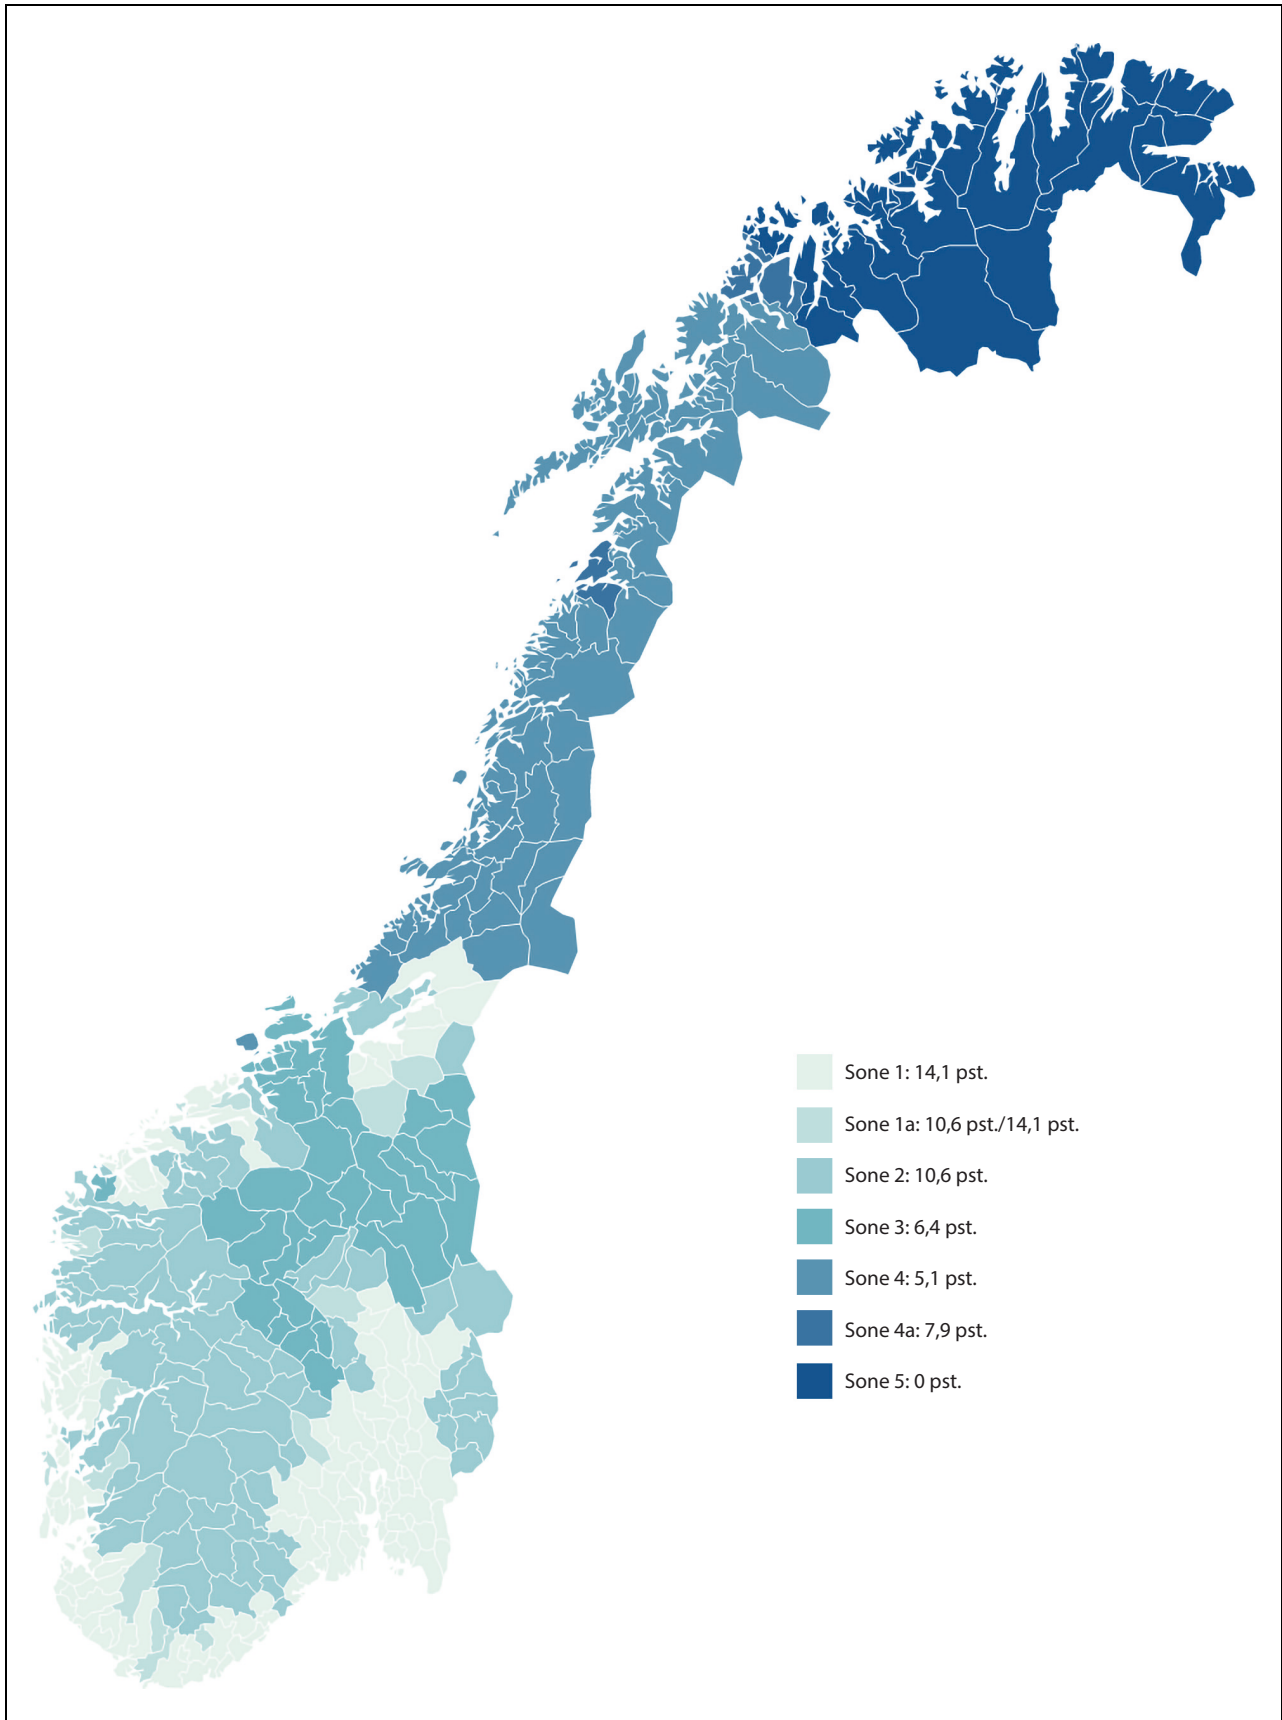 Sone 1: 14,1 pst.
Sone 1a: 10,6 pst./14,1 pst.
Sone 2: 10,6 pst.
Sone 3: 6,4 pst.
Sone 4: 5,1 pst.
Sone 4a: 7,9 pst.
Sone 5: 0 pst.